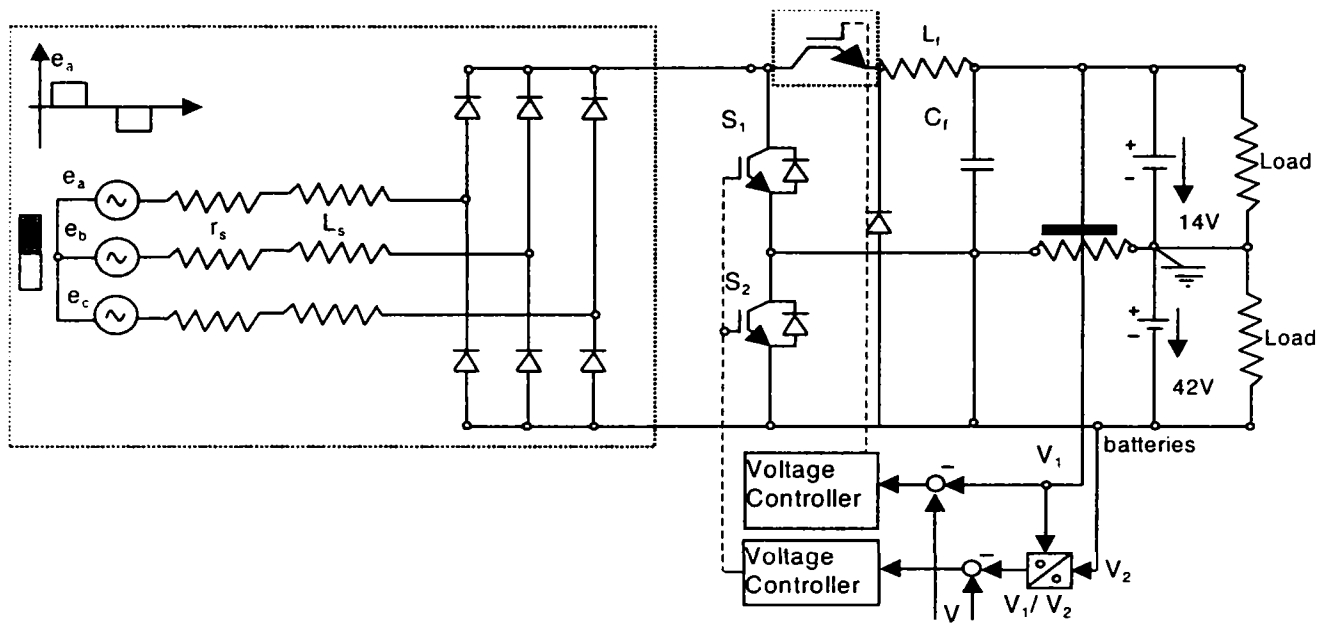 e_a
L_f
S_1
C_f
e_a
r_s
L_s
e_b
e_c
S_2
+
-
14V
Load
+
-
42V
Load
batteries
Voltage
Controller
-
V_1
Voltage
Controller
-
V_2
V
V_1/ V_2